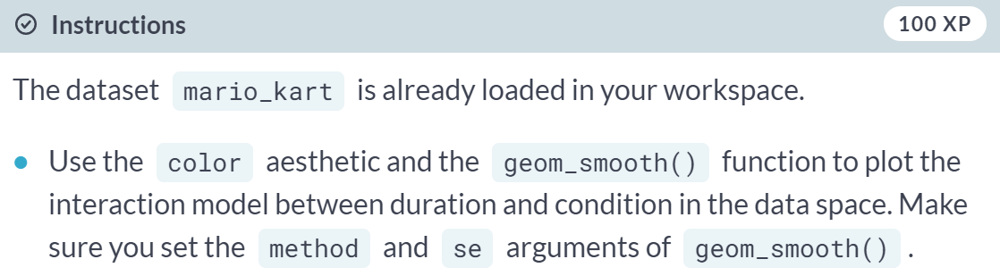 Instructions 100 XP
The dataset mario_kart is already loaded in your workspace.
Use the color aesthetic and the geom_smooth() function to plot the
interaction model between duration and condition in the data space. Make
sure you set the method and se arguments of geom_smooth() .